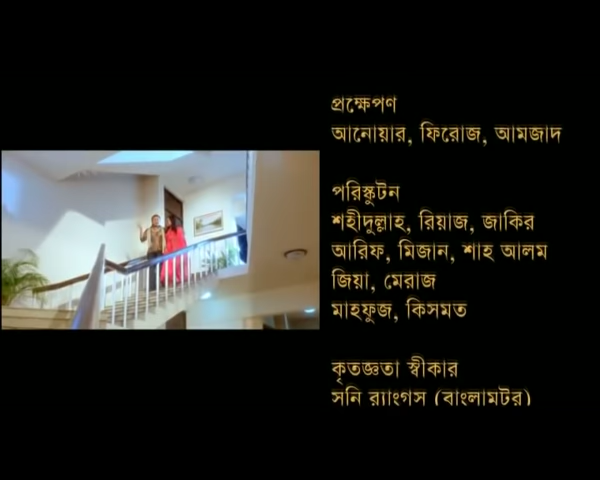 প্রক্ষেপণ
আনোয়ার, ফিরোজ, আমজাদ
পরিস্কুটন
শহীদুল্লাহ, রিয়াজ, জাকির
আরিফ, মিজান, শাহ আলম
জিয়া, মেরাজ
মাহফুজ, কিসমত
কৃতজ্ঞতা স্বীকার
সনি র‍্যাংগস (বাংলামটর)